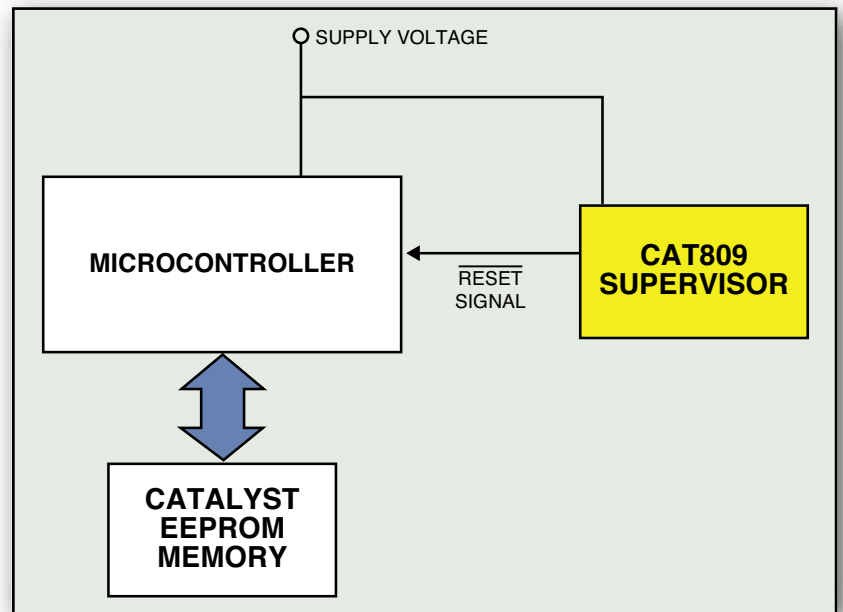 SUPPLY VOLTAGE
MICROCONTROLLER
RESET
SIGNAL
CAT809
SUPERVISOR
CATALYST
EEPROM
MEMORY